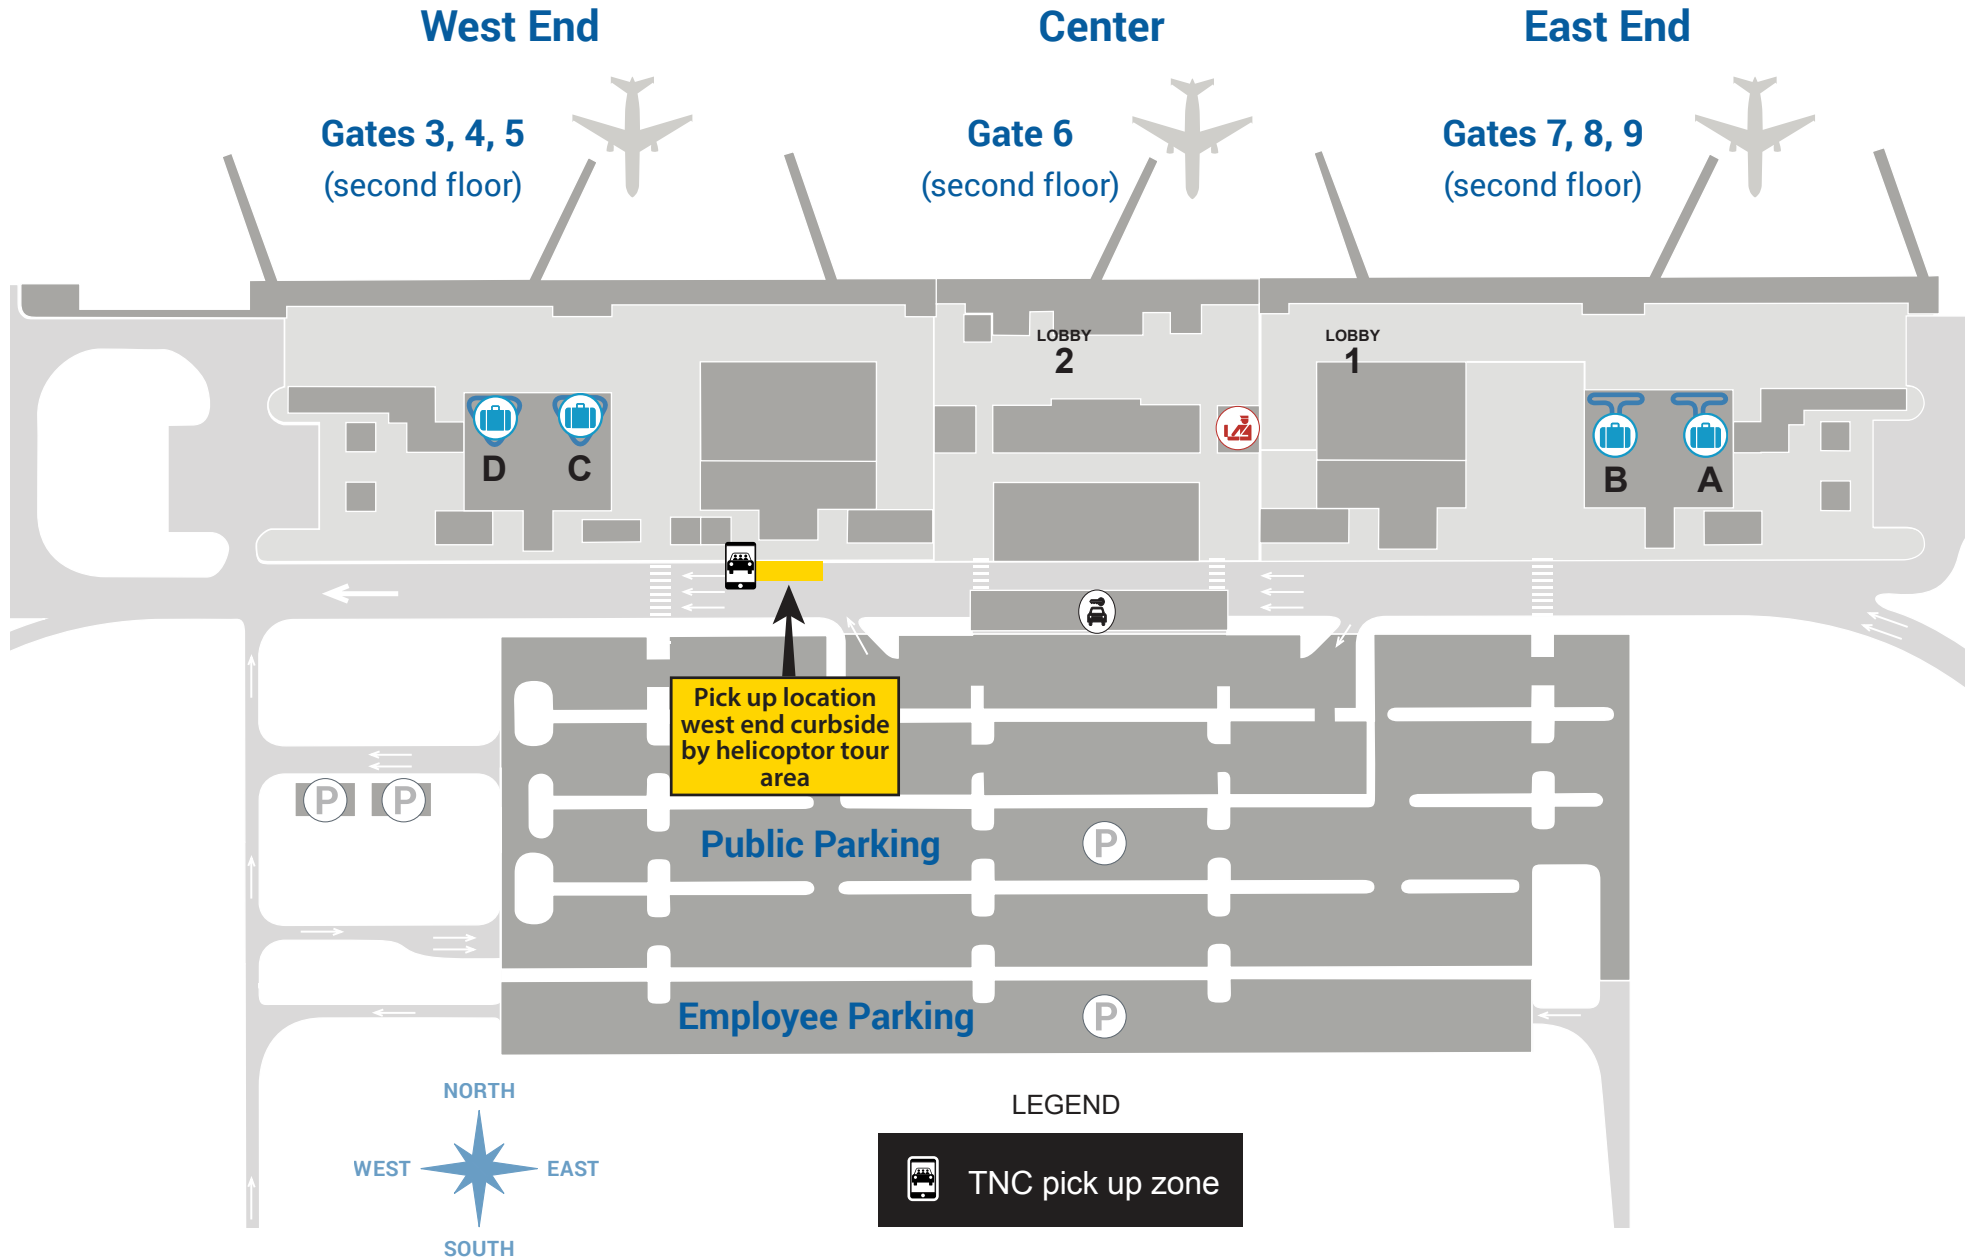 West End
Center
East End
Gates 3, 4, 5
(second floor)
Gate 6
(second floor)
Gates 7, 8, 9
(second floor)
LOBBY
2
LOBBY
1
D
C
B
A
Pick up location
west end curbside
by helicoptor tour
area
P
P
Public Parking
P
Employee Parking
P
NORTH
WEST
EAST
SOUTH
LEGEND
TNC pick up zone